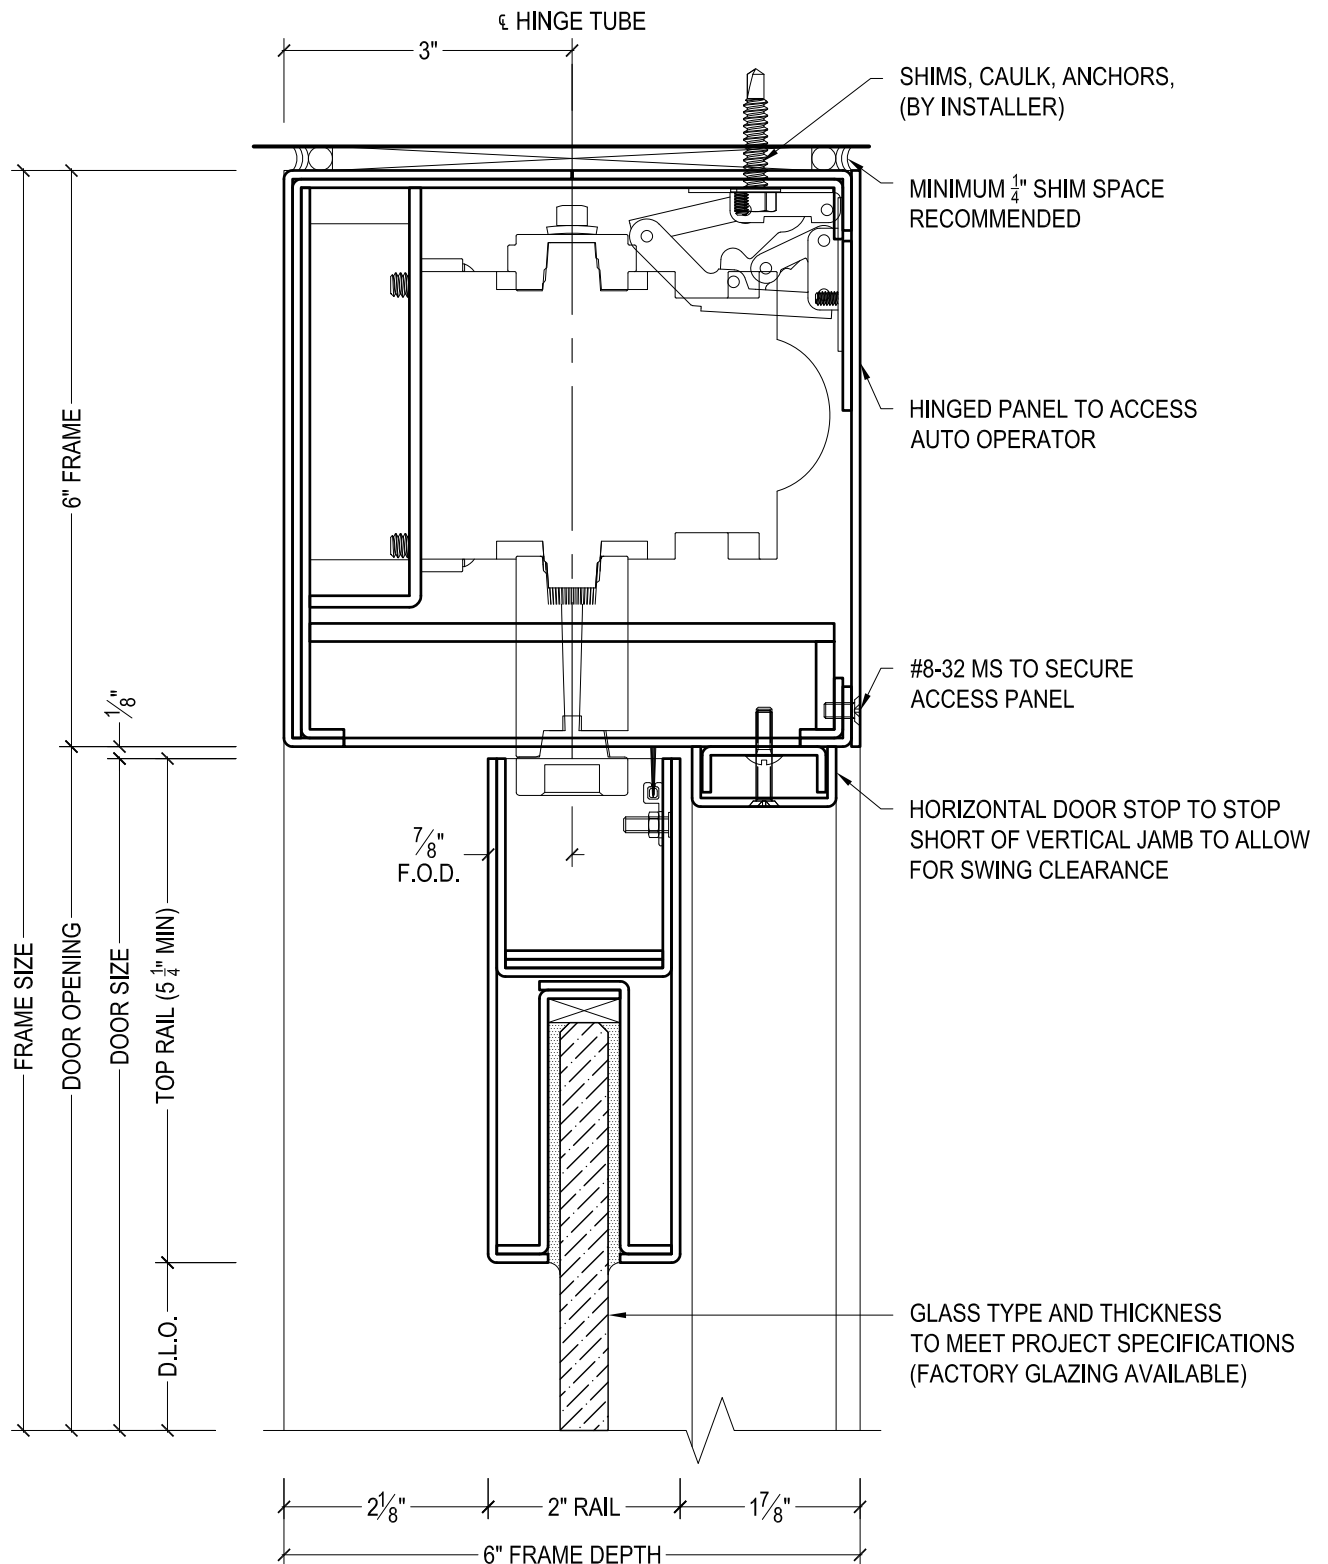 ℄ HINGE TUBE
3"
SHIMS, CAULK, ANCHORS,
(BY INSTALLER)
MINIMUM 1/4" SHIM SPACE
RECOMMENDED
HINGED PANEL TO ACCESS
AUTO OPERATOR
6" FRAME
#8-32 MS TO SECURE
ACCESS PANEL
1/8"
HORIZONTAL DOOR STOP TO STOP
SHORT OF VERTICAL JAMB TO ALLOW
FOR SWING CLEARANCE
7/8"
F.O.D.
FRAME SIZE
DOOR OPENING
DOOR SIZE
TOP RAIL (5 1/4" MIN)
D.L.O.
GLASS TYPE AND THICKNESS
TO MEET PROJECT SPECIFICATIONS
(FACTORY GLAZING AVAILABLE)
2 1/8"
2" RAIL
1 7/8"
6" FRAME DEPTH